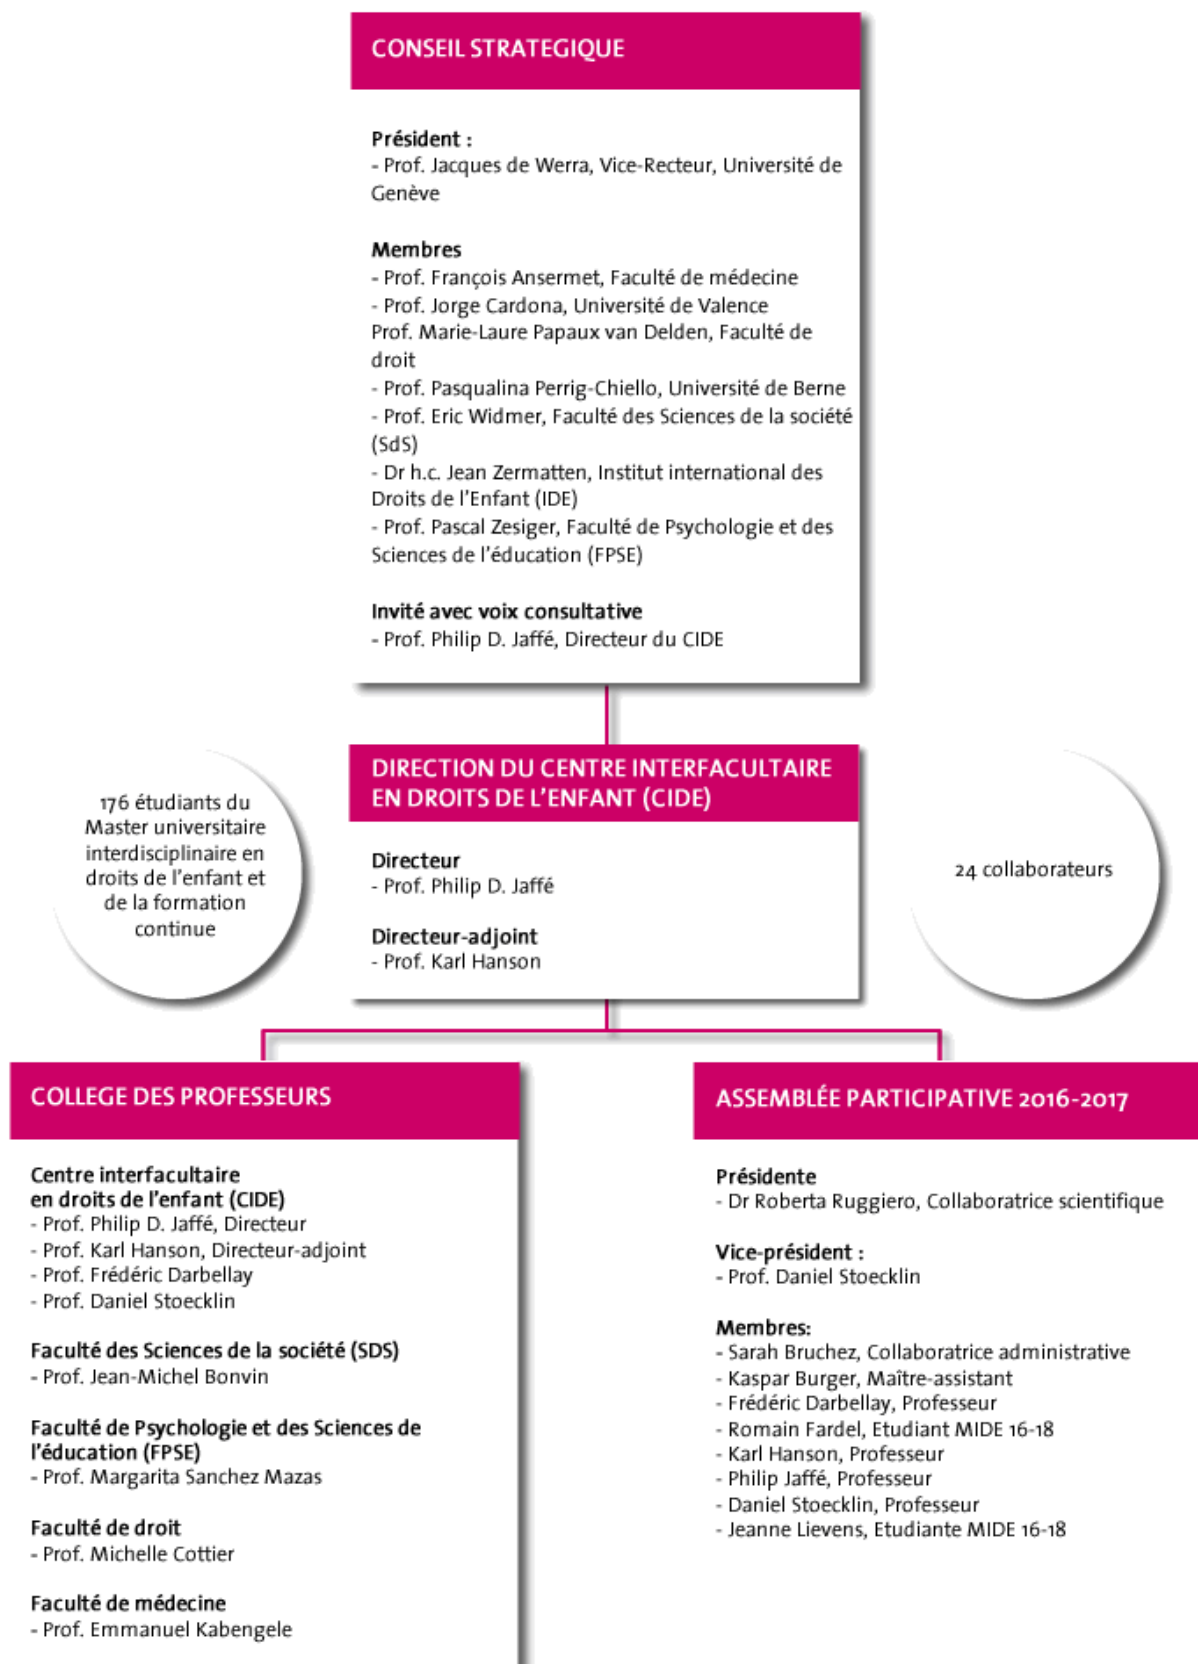 CONSEIL STRATEGIQUE
Président :
- Prof. Jacques de Werra, Vice-Recteur, Université de
Genève
Membres
- Prof. François Ansermet, Faculté de médecine
- Prof. Jorge Cardona, Université de Valence
Prof. Marie-Laure Papaux van Delden, Faculté de
droit
- Prof. Pasqualina Perrig-Chiello, Université de Berne
- Prof. Eric Widmer, Faculté des Sciences de la société
(SdS)
- Dr h.c. Jean Zermatten, Institut international des
Droits de l'Enfant (IDE)
- Prof. Pascal Zesiger, Faculté de Psychologie et des
Sciences de l'éducation (FPSE)
Invité avec voix consultative
- Prof. Philip D. Jaffé, Directeur du CIDE
176 étudiants du
Master universitaire
interdisciplinaire en
droits de l'enfant et
de la formation
continue
DIRECTION DU CENTRE INTERFACULTAIRE
EN DROITS DE L'ENFANT (CIDE)
Directeur
- Prof. Philip D. Jaffé
Directeur-adjoint
- Prof. Karl Hanson
24 collaborateurs
COLLEGE DES PROFESSEURS
Centre interfacultaire
en droits de l'enfant (CIDE)
- Prof. Philip D. Jaffé, Directeur
- Prof. Karl Hanson, Directeur-adjoint
- Prof. Frédéric Darbellay
- Prof. Daniel Stoecklin
Faculté des Sciences de la société (SDS)
- Prof. Jean-Michel Bonvin
Faculté de Psychologie et des Sciences de
l'éducation (FPSE)
- Prof. Margarita Sanchez Mazas
Faculté de droit
- Prof. Michelle Cottier
Faculté de médecine
- Prof. Emmanuel Kabengele
ASSEMBLÉE PARTICIPATIVE 2016-2017
Présidente
- Dr Roberta Ruggiero, Collaboratrice scientifique
Vice-président :
- Prof. Daniel Stoecklin
Membres:
- Sarah Bruchez, Collaboratrice administrative
- Kaspar Burger, Maître-assistant
- Frédéric Darbellay, Professeur
- Romain Fardel, Etudiant MIDE 16-18
- Karl Hanson, Professeur
- Philip Jaffé, Professeur
- Daniel Stoecklin, Professeur
- Jeanne Lievens, Etudiante MIDE 16-18